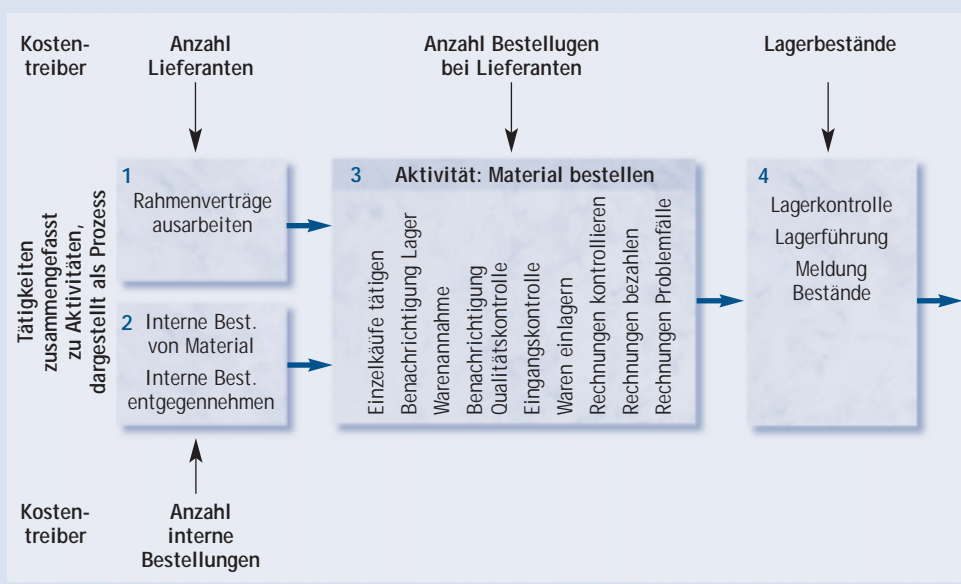 Kosten-
treiber
Anzahl
Lieferanten
Anzahl Bestellugen
bei Lieferanten
Lagerbestände
Tätigkeiten
zusammengefasst
zu Aktivitäten,
dargestellt als Prozess
1
Rahmenverträge
ausarbeiten
2 Interne Best.
von Material
Interne Best.
entgegennehmen
3 Aktivität: Material bestellen
Einzelkäufe tätigen
Benachrichtigung Lager
Warenannahme
Benachrichtigung
Qualitätskontrolle
Eingangskontrolle
Waren einlagern
Rechnungen kontrollieren
Rechnungen bezahlen
Rechnungen Problemfälle
4
Lagerkontrolle
Lagerführung
Meldung
Bestände
Kosten-
treiber
Anzahl
interne
Bestellungen